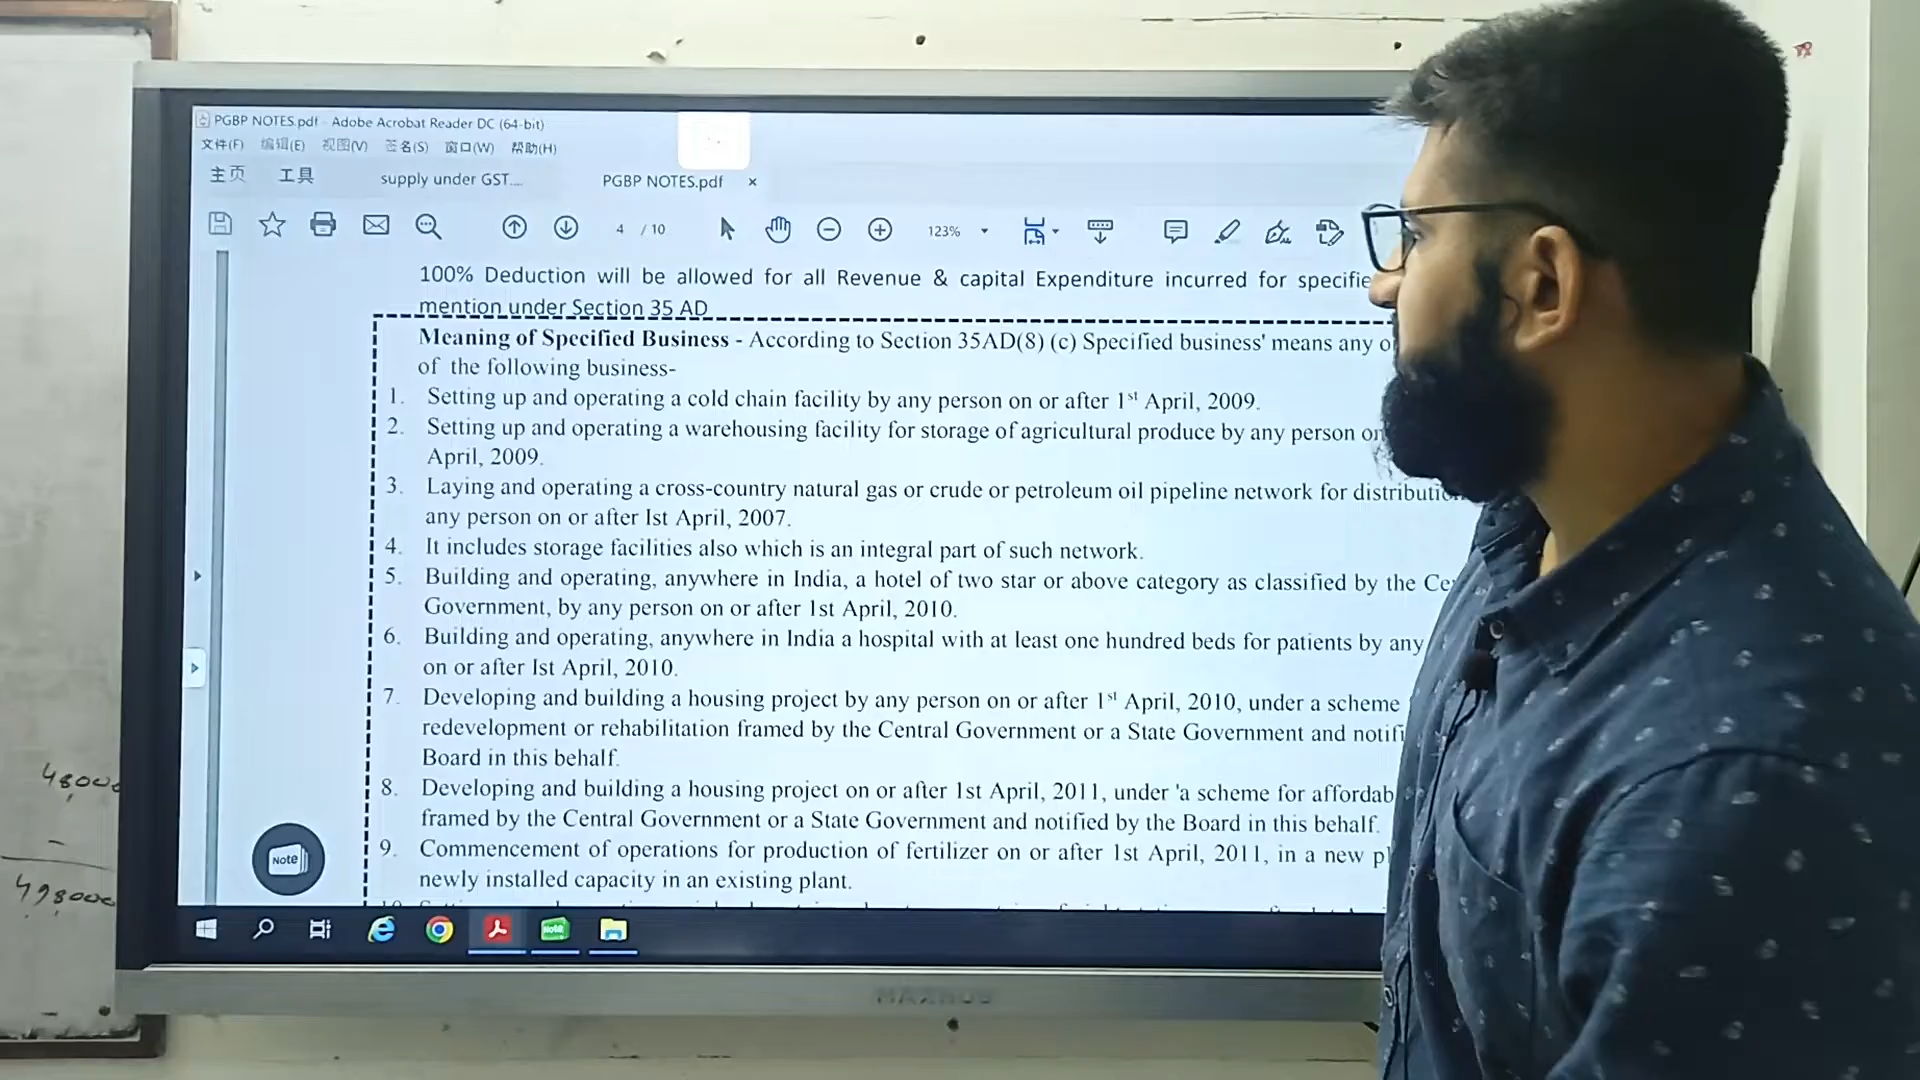 PGBP NOTES.pdf - Adobe Acrobat Reader DC (64-bit)
文件(F) 编辑(E) 视图(V) 签名(S) 窗口(W) 帮助(H)
主页 工具 supply under GST.... PGBP NOTES.pdf ×
4 / 10 123%
100% Deduction will be allowed for all Revenue & capital Expenditure incurred for specifie
mention under Section 35 AD
Meaning of Specified Business - According to Section 35AD(8) (c) Specified business' means any o
of the following business-
1. Setting up and operating a cold chain facility by any person on or after 1st April, 2009.
2. Setting up and operating a warehousing facility for storage of agricultural produce by any person on
April, 2009.
3. Laying and operating a cross-country natural gas or crude or petroleum oil pipeline network for distributi
any person on or after Ist April, 2007.
4. It includes storage facilities also which is an integral part of such network.
5. Building and operating, anywhere in India, a hotel of two star or above category as classified by the Ce
Government, by any person on or after 1st April, 2010.
6. Building and operating, anywhere in India a hospital with at least one hundred beds for patients by any
on or after Ist April, 2010.
7. Developing and building a housing project by any person on or after 1st April, 2010, under a scheme
redevelopment or rehabilitation framed by the Central Government or a State Government and notifi
Board in this behalf.
8. Developing and building a housing project on or after 1st April, 2011, under 'a scheme for affordab
framed by the Central Government or a State Government and notified by the Board in this behalf.
9. Commencement of operations for production of fertilizer on or after 1st April, 2011, in a new pl
newly installed capacity in an existing plant.
Note
48000
498000
MAXHUB